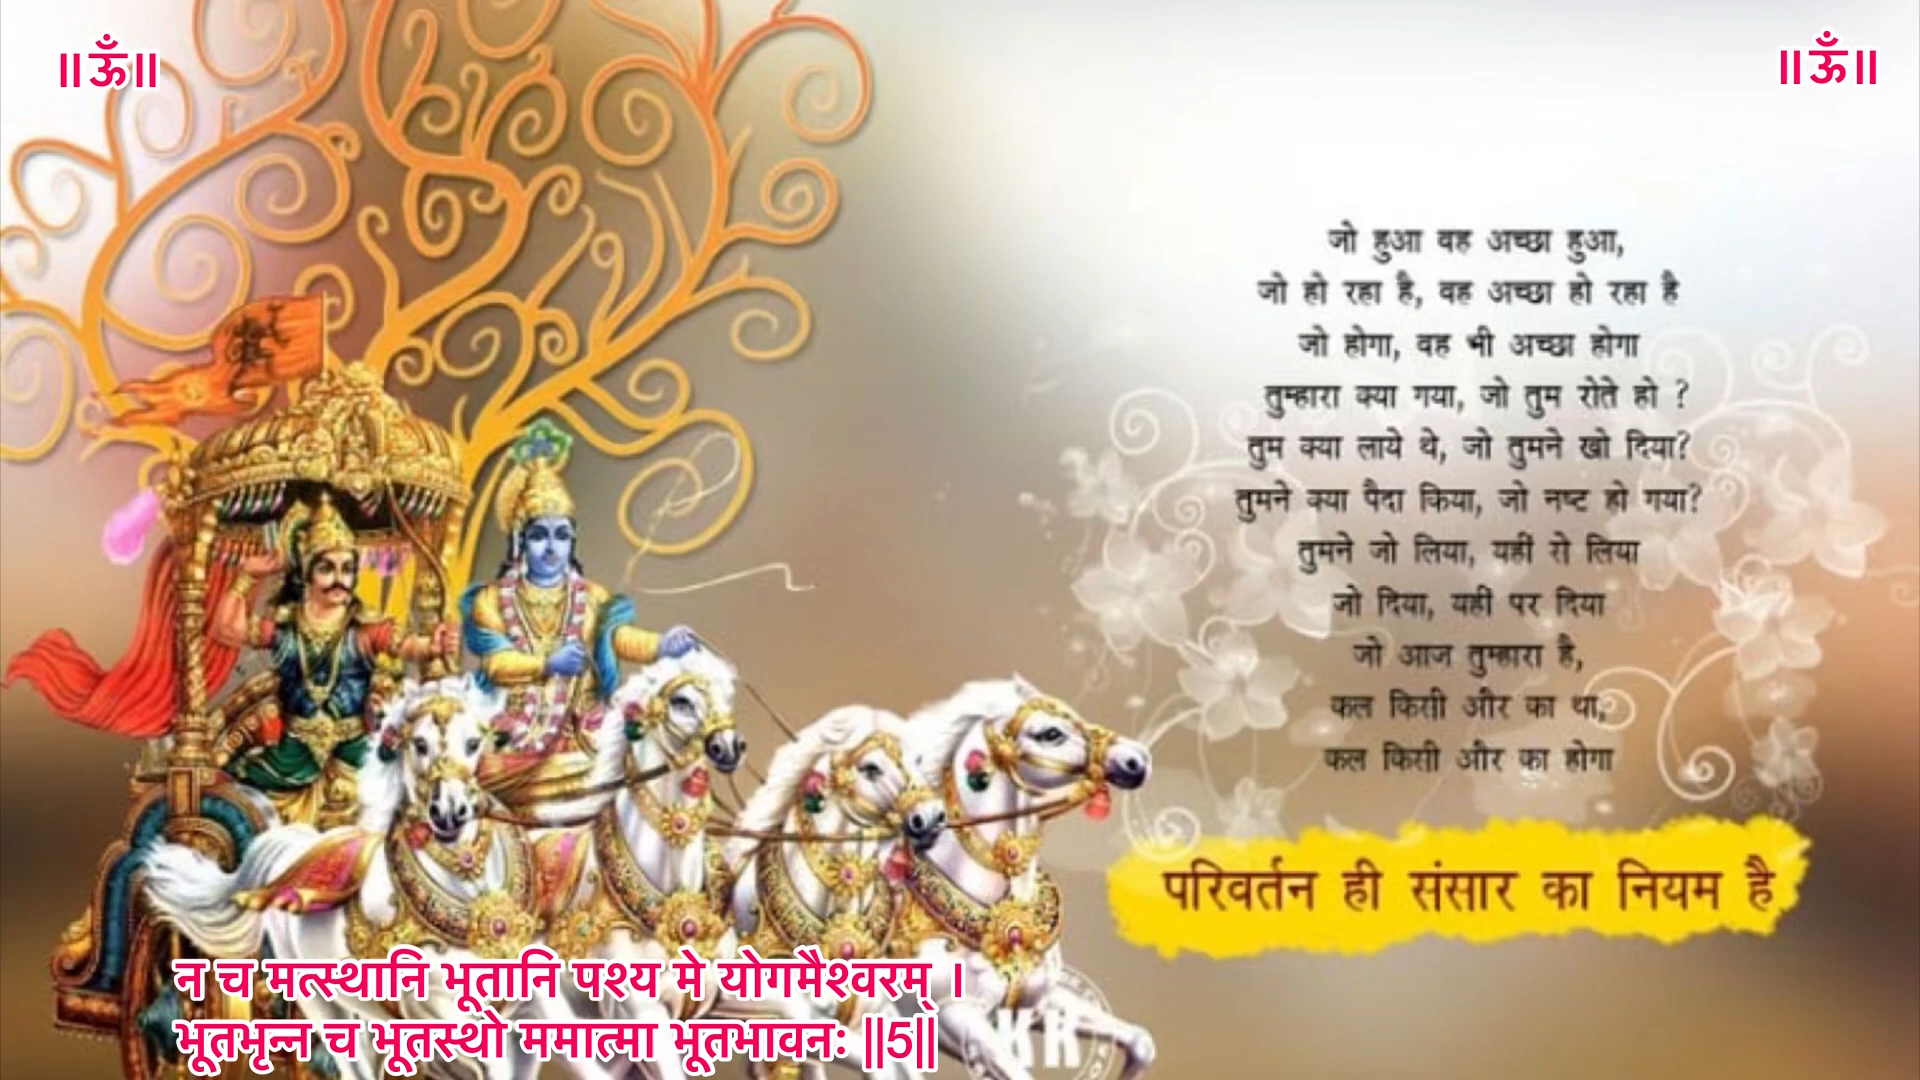 ॥ॐ॥
॥ॐ॥
जो हुआ वह अच्छा हुआ,
जो हो रहा है, वह अच्छा हो रहा है
जो होगा, वह भी अच्छा होगा
तुम्हारा क्या गया, जो तुम रोते हो ?
तुम क्या लाये थे, जो तुमने खो दिया?
तुमने क्या पैदा किया, जो नष्ट हो गया?
तुमने जो लिया, यहीं से लिया
जो दिया, यहीं पर दिया
जो आज तुम्हारा है,
कल किसी और का था,
कल किसी और का होगा
परिवर्तन ही संसार का नियम है
न च मत्स्थानि भूतानि पश्य मे योगमैश्वरम् ।
भूतभृन्न च भूतस्थो ममात्मा भूतभावनः ||5||